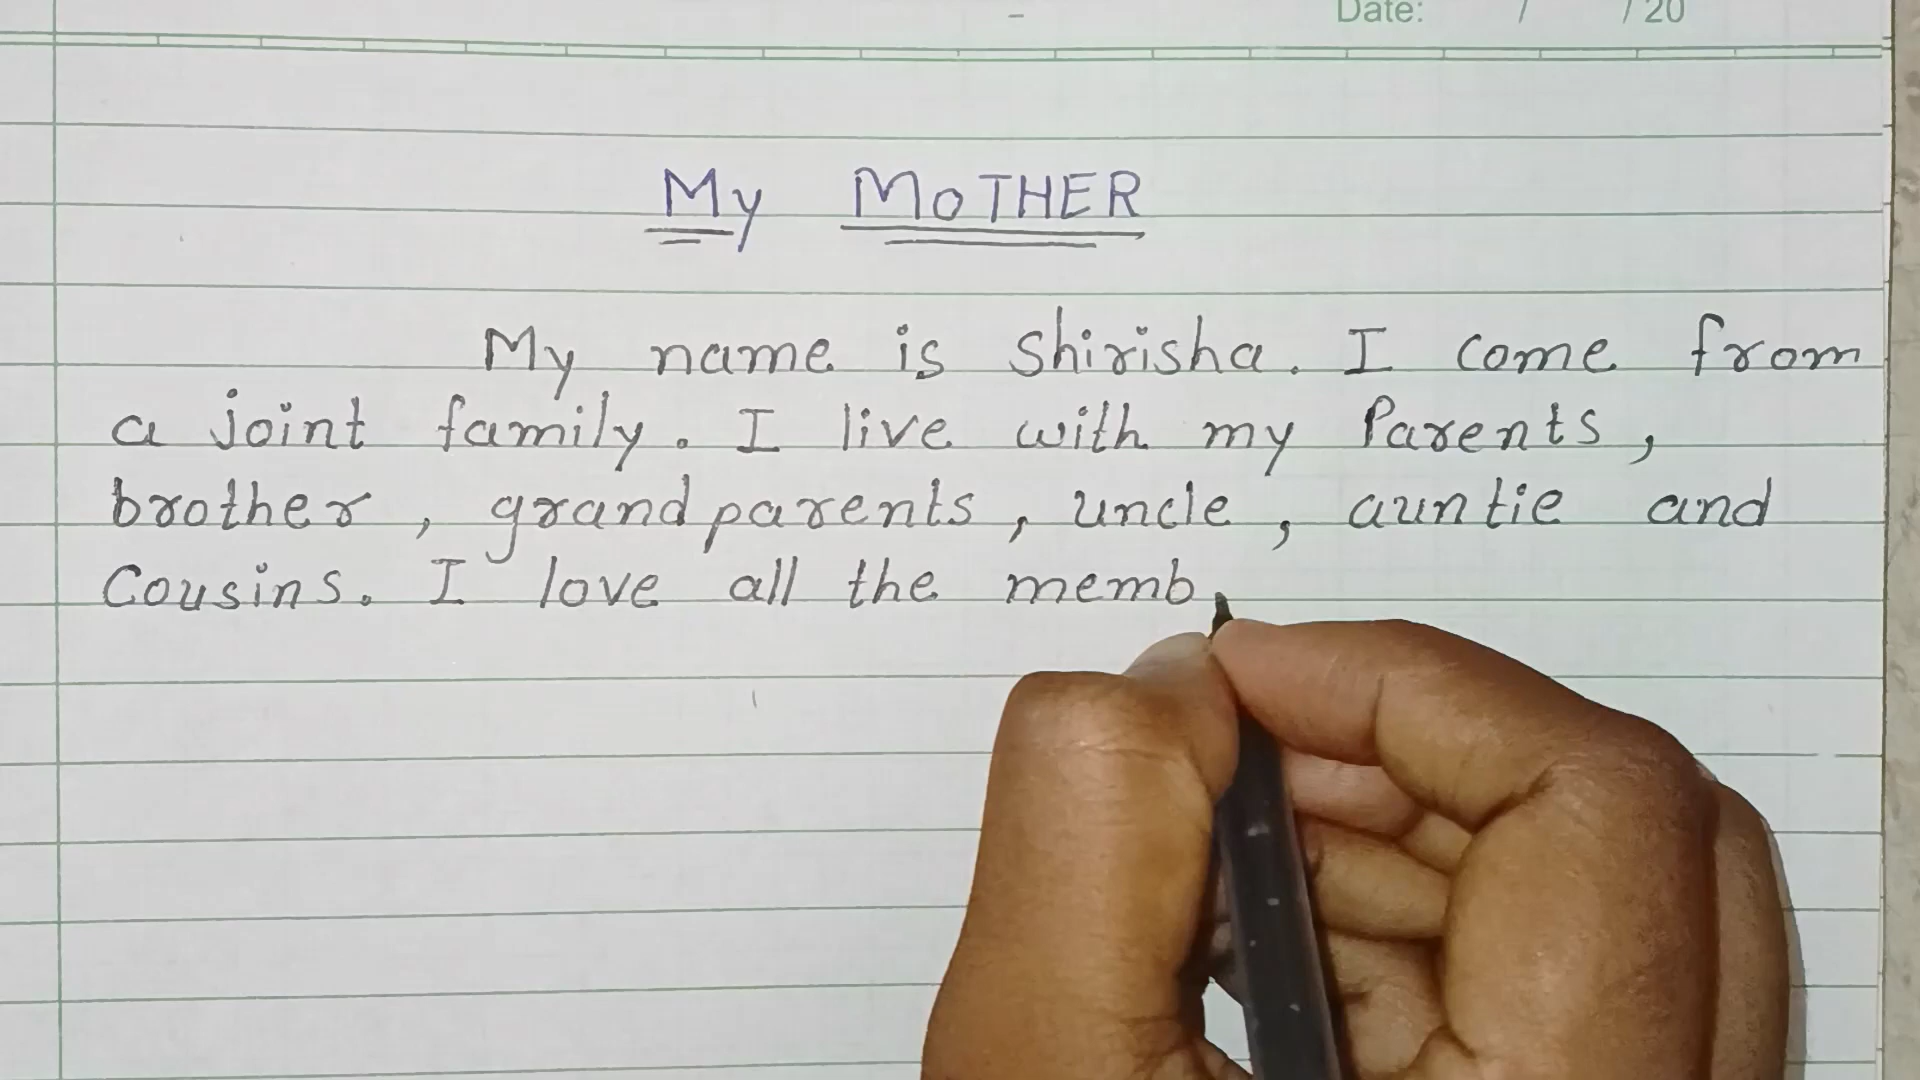 Date: / / 20
My MOTHER
My name is Shirisha. I come from
a joint family. I live with my Parents,
brother, grandparents, uncle, auntie and
Cousins. I love all the memb